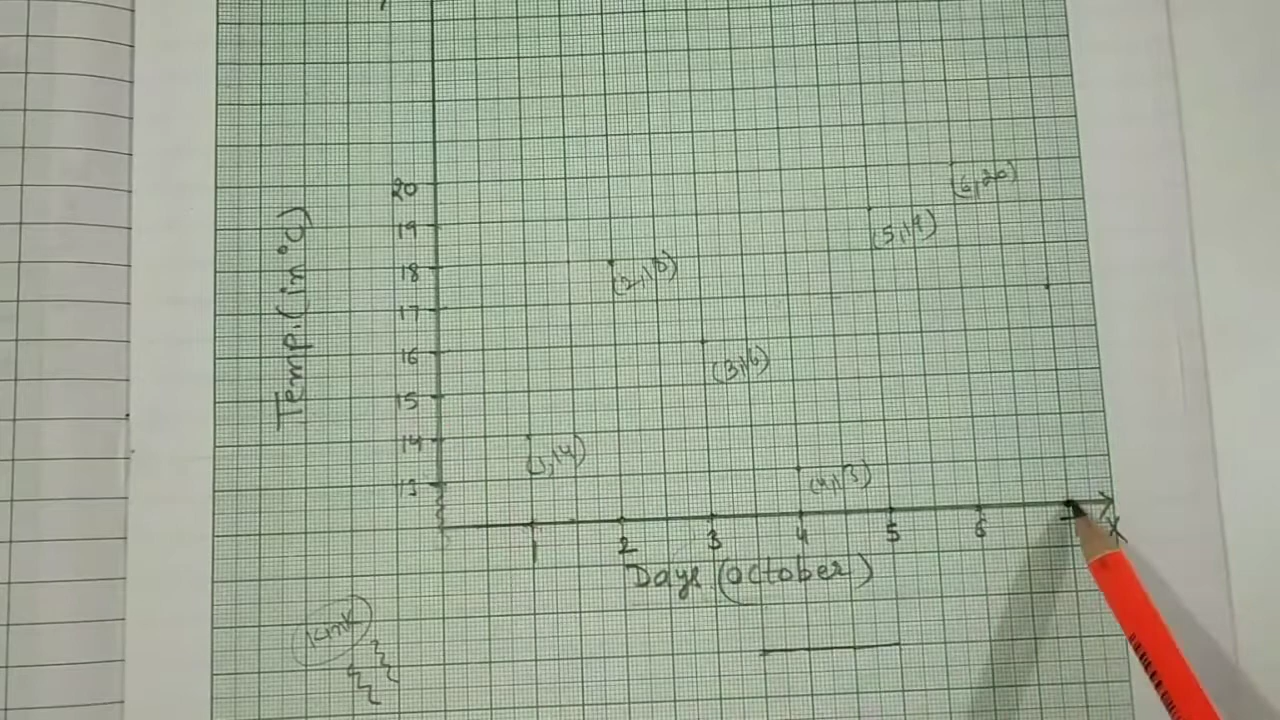 20
(6,20)
19
(5,19)
18
(2,18)
17
16
(3,16)
15
14
(1,14)
13
(4,13)
Temp. (in °C)
1 2 3 4 5 6
X
Days (October)
KMK